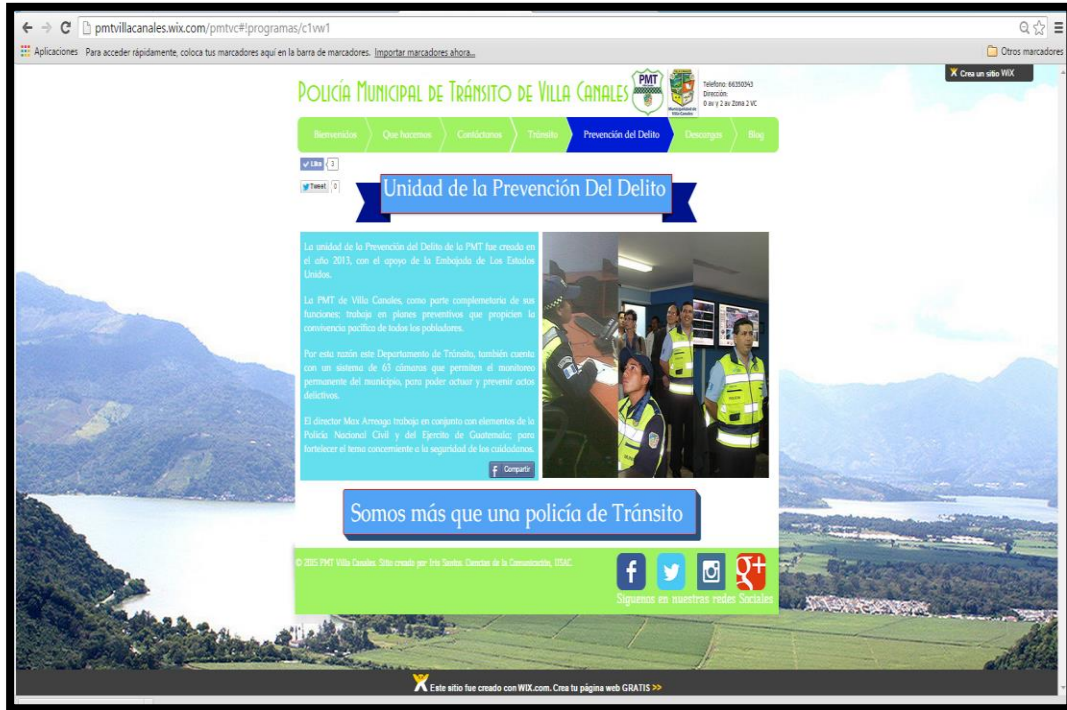 pmtvillacanales.wix.com/pmtvc#!programas/c1vw1
Aplicaciones Para acceder rápidamente, coloca tus marcadores aquí en la barra de marcadores. Importar marcadores ahora... Otros marcadores
Crea un sitio WIX
Policía Municipal de Tránsito de Villa Canales
PMT
Telefono: 66350343
Dirección:
0 av y 2 av Zona 2 VC
Bienvenidos Que hacemos Contáctanos Tránsito Prevención del Delito Descargas Blog
Like 3
Tweet 0
Unidad de la Prevención Del Delito
La unidad de la Prevención del Delito de la PMT fue creada en
el año 2013, con el apoyo de la Embajada de Los Estados
Unidos.
La PMT de Villa Canales, como parte complemetaria de sus
funciones; trabaja en planes preventivos que propicien la
convivencia pacífica de todos los pobladores.
Por esta razón este Departamento de Tránsito, también cuenta
con un sistema de 63 cámaras que permiten el monitoreo
permanente del municipio, para poder actuar y prevenir actos
delictivos.
El director Max Arreaga trabaja en conjunto con elementos de la
Policía Nacional Civil y del Ejercito de Guatemala; para
fortelecer el tema concerniente a la seguridad de los cuidadanos.
f Compartir
Somos más que una policía de Tránsito
© 2015 PMT Villa Canales. Sitio creado por Iris Santos. Ciencias de la Comunicación, USAC.
Siguenos en nuestras redes Sociales
Este sitio fue creado con WIX.com. Crea tu página web GRATIS >>